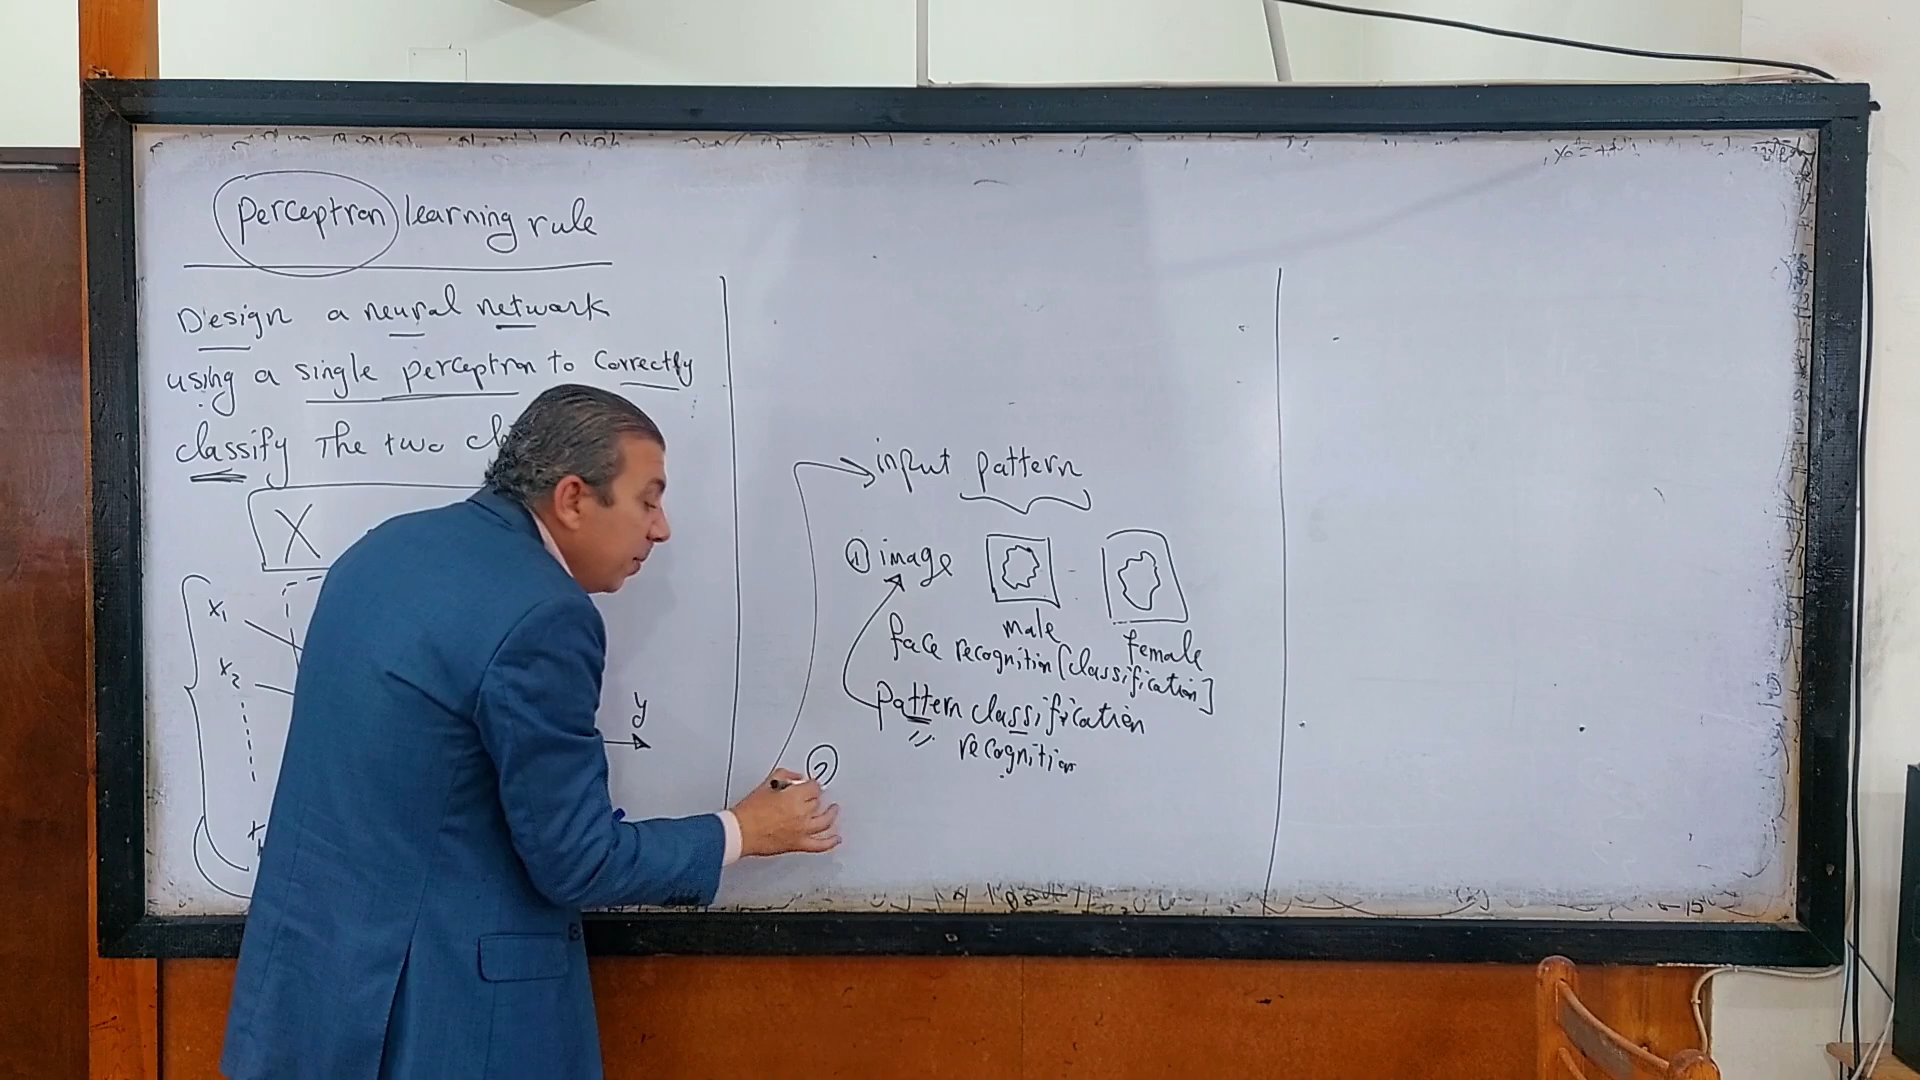 perceptron learning rule
Design a neural network
using a single perceptron to correctly
classify The two
X
x1
x2
y
input pattern
1 image
male
female
face recognition [classification]
pattern classification
" recognition
2